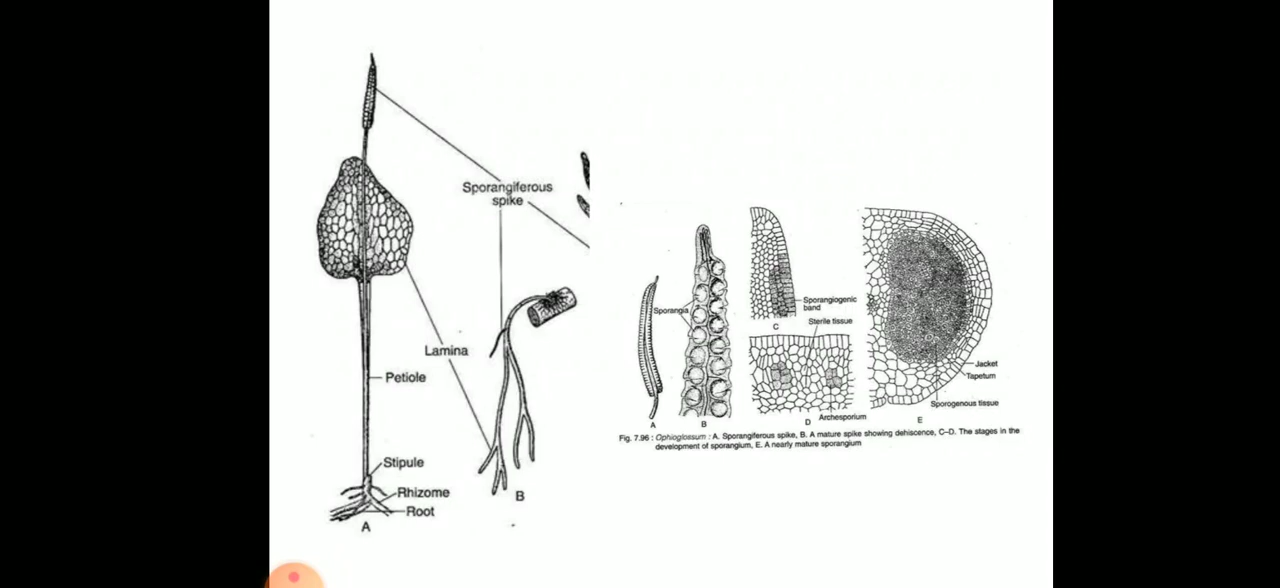 Sporangiferous
spike
Lamina
Petiole
Stipule
Rhizome
Root
A
B
Sporangia
A
B
Sporangiogenic
band
C
Sterile tissue
Archesporium
D
Jacket
Tapetum
Sporogenous tissue
E
Fig. 7.96 : Ophioglossum : A. Sporangiferous spike, B. A mature spike showing dehiscence, C–D. The stages in the
development of sporangium, E. A nearly mature sporangium